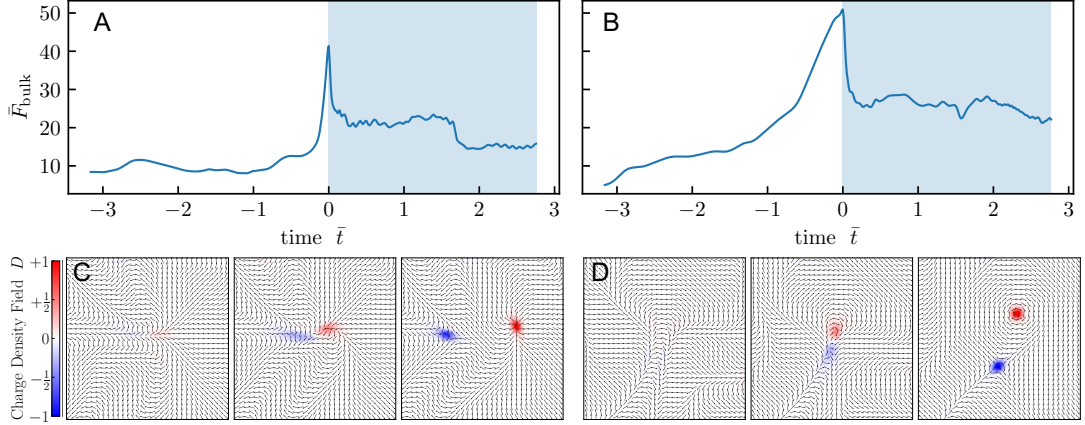 A
B
50
40
30
20
10
F̄bulk
−3 −2 −1 0 1 2 3
−3 −2 −1 0 1 2 3
time t̄
time t̄
C
D
Charge Density Field D
+1
+1/2
0
−1/2
−1